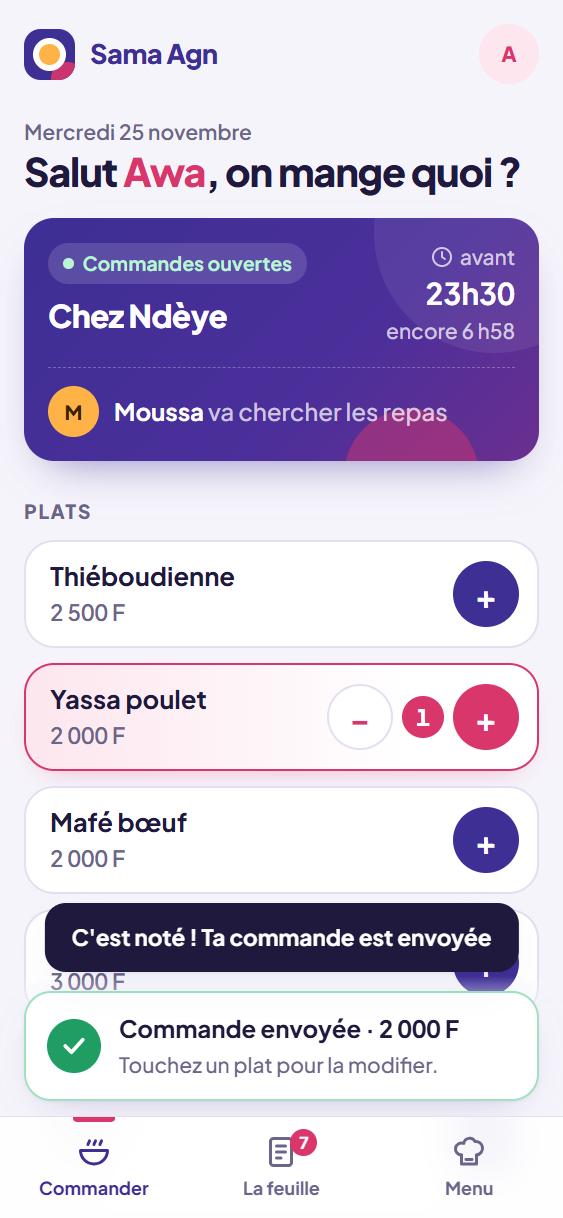 Sama Agn
A
Mercredi 25 novembre
Salut Awa, on mange quoi ?
Commandes ouvertes
avant
Chez Ndèye
23h30
encore 6 h58
M
Moussa va chercher les repas
PLATS
Thiéboudienne
2 500 F
+
Yassa poulet
2 000 F
–
1
+
Mafé bœuf
2 000 F
+
C'est noté ! Ta commande est envoyée
3 000 F
Commande envoyée · 2 000 F
Touchez un plat pour la modifier.
7
Commander
La feuille
Menu